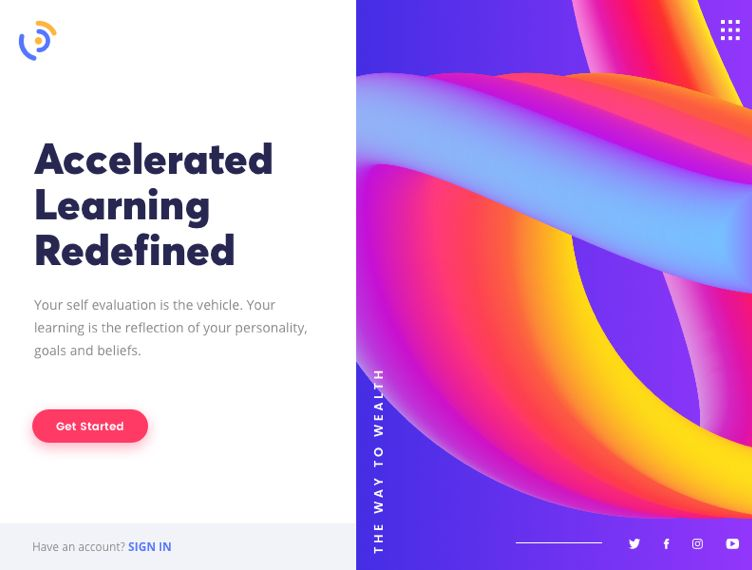 Accelerated
Learning
Redefined
Your self evaluation is the vehicle. Your
learning is the reflection of your personality,
goals and beliefs.
Get Started
Have an account? SIGN IN
THE WAY TO WEALTH